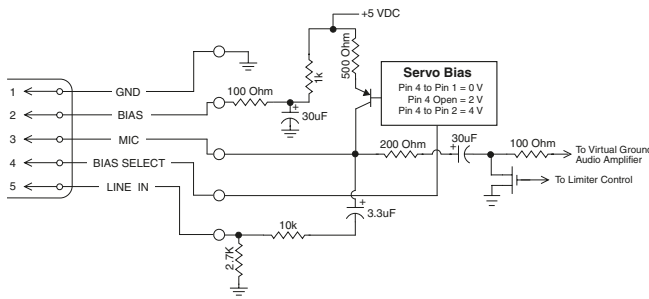 +5 VDC
1k
500 Ohm
Servo Bias
Pin 4 to Pin 1 = 0 V
Pin 4 Open = 2 V
Pin 4 to Pin 2 = 4 V
1 GND
100 Ohm
2 BIAS
+
30uF
3 MIC
200 Ohm
30uF
+
100 Ohm
To Virtual Ground
Audio Amplifier
4 BIAS SELECT
To Limiter Control
5 LINE IN
+
3.3uF
10k
2.7K